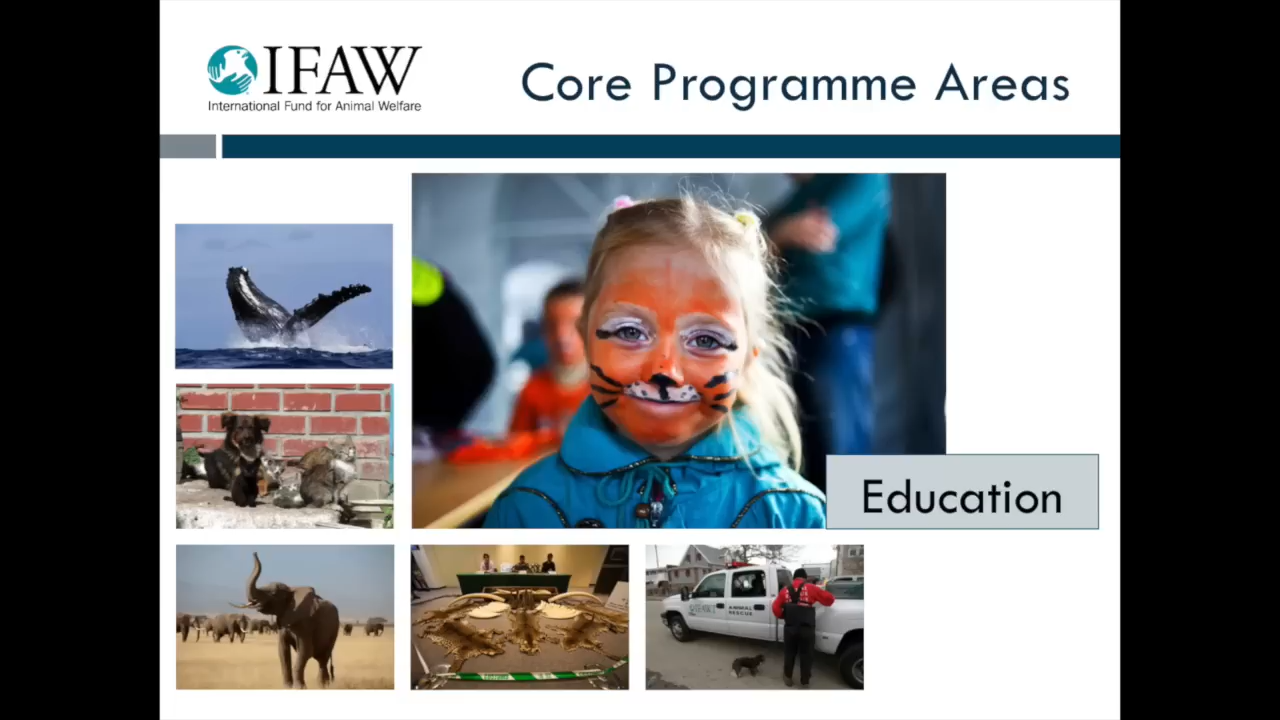 IFAW
International Fund for Animal Welfare
Core Programme Areas
Education
ANIMAL
RESCUE